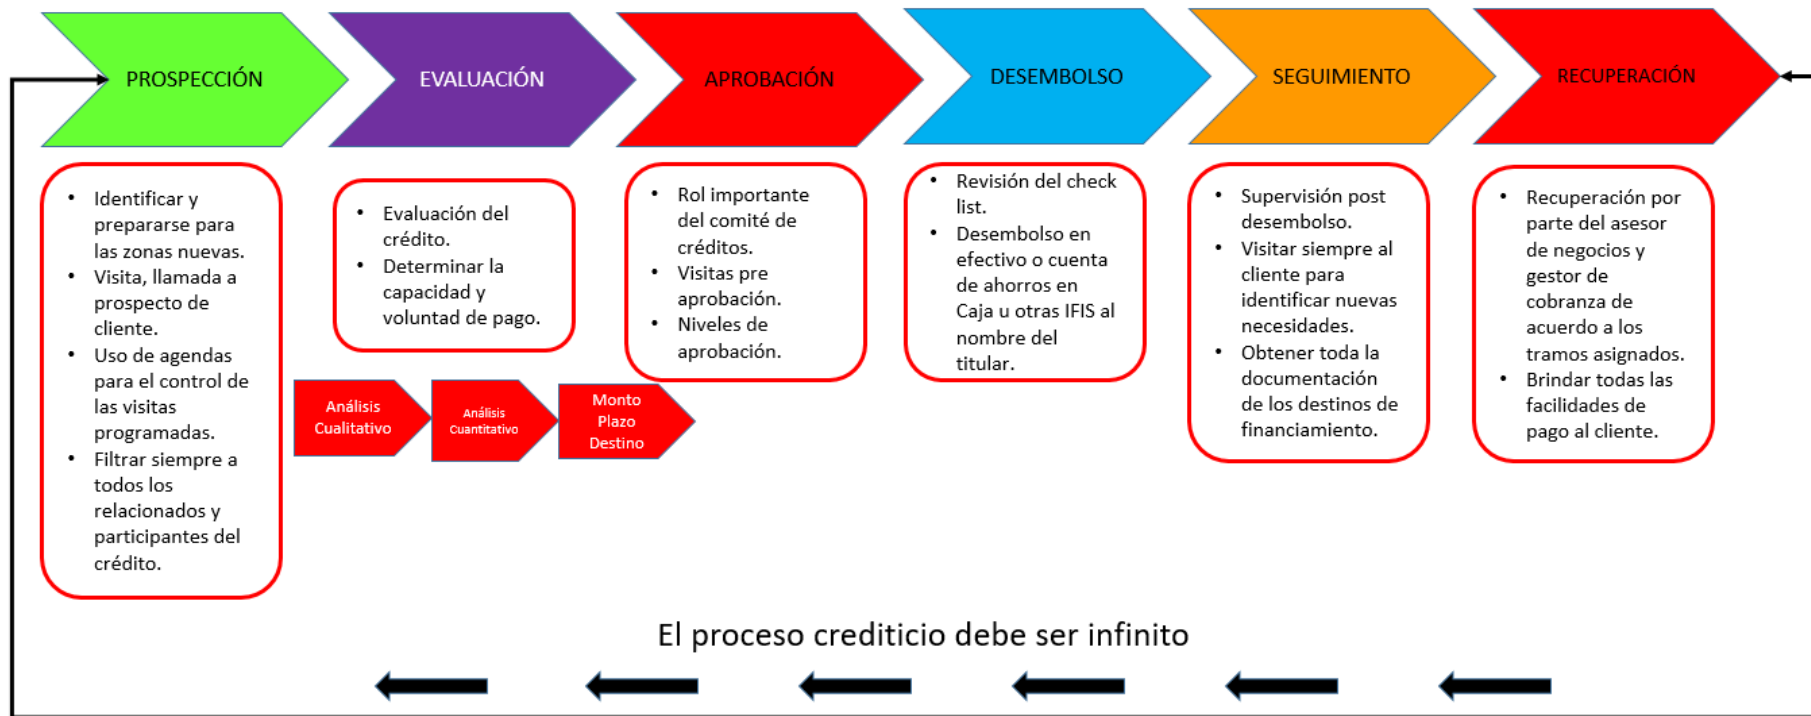 PROSPECCIÓN
EVALUACIÓN
APROBACIÓN
DESEMBOLSO
SEGUIMIENTO
RECUPERACIÓN
• Identificar y
prepararse para
las zonas nuevas.
• Visita, llamada a
prospecto de
cliente.
• Uso de agendas
para el control de
las visitas
programadas.
• Filtrar siempre a
todos los
relacionados y
participantes del
crédito.
• Evaluación del
crédito.
• Determinar la
capacidad y
voluntad de pago.
Análisis
Cualitativo
Análisis
Cuantitativo
Monto
Plazo
Destino
• Rol importante
del comité de
créditos.
• Visitas pre
aprobación.
• Niveles de
aprobación.
• Revisión del check
list.
• Desembolso en
efectivo o cuenta
de ahorros en
Caja u otras IFIS al
nombre del
titular.
• Supervisión post
desembolso.
• Visitar siempre al
cliente para
identificar nuevas
necesidades.
• Obtener toda la
documentación
de los destinos de
financiamiento.
• Recuperación por
parte del asesor
de negocios y
gestor de
cobranza de
acuerdo a los
tramos asignados.
• Brindar todas las
facilidades de
pago al cliente.
El proceso crediticio debe ser infinito